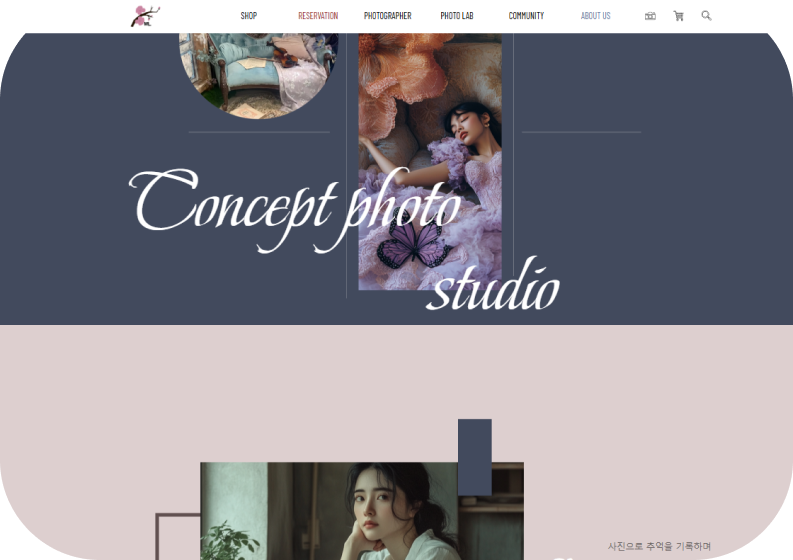 SHOP RESERVATION PHOTOGRAPHER PHOTO LAB COMMUNITY ABOUT US
Concept photo
studio
사진으로 추억을 기록하며